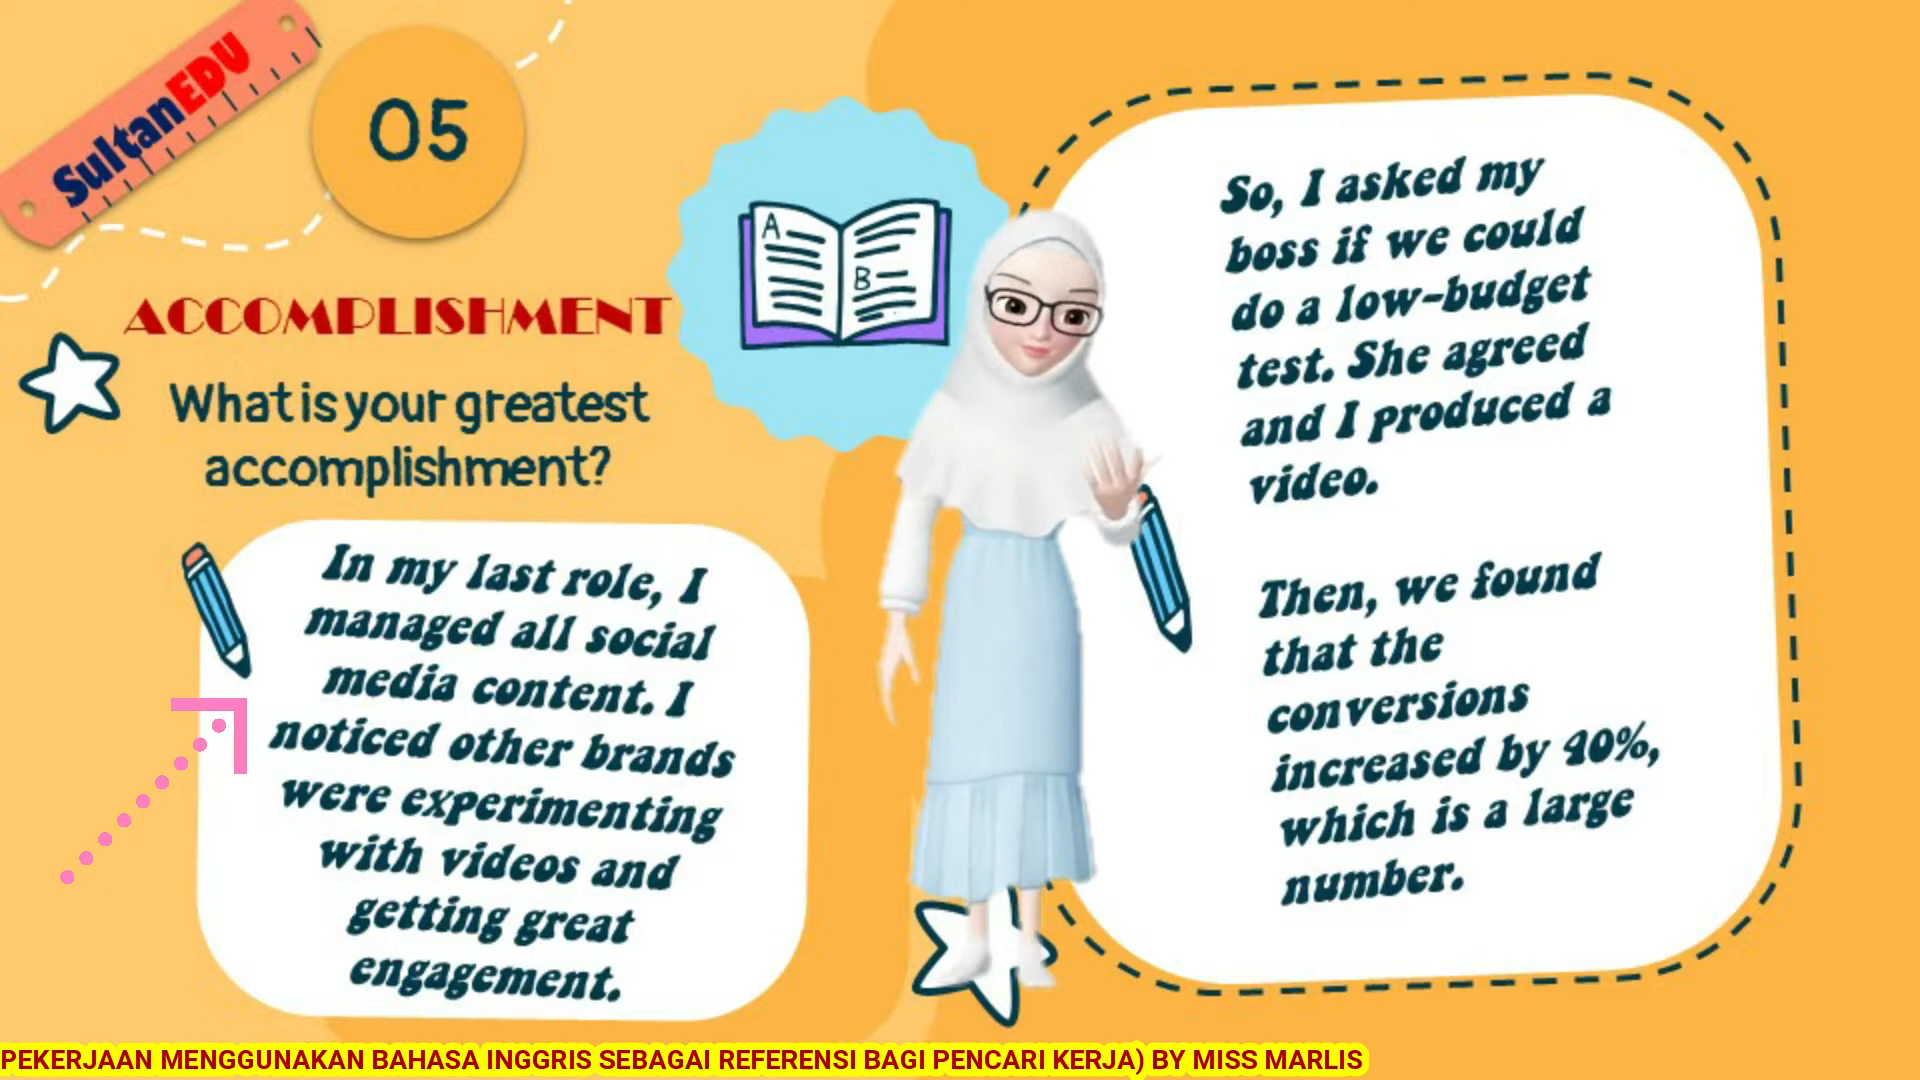 SultanEDU
05
ACCOMPLISHMENT
What is your greatest
accomplishment?
In my last role, I
managed all social
media content. I
noticed other brands
were experimenting
with videos and
getting great
engagement.
A
B
So, I asked my
boss if we could
do a low-budget
test. She agreed
and I produced a
video.
Then, we found
that the
conversions
increased by 40%,
which is a large
number.
PEKERJAAN MENGGUNAKAN BAHASA INGGRIS SEBAGAI REFERENSI BAGI PENCARI KERJA) BY MISS MARLIS